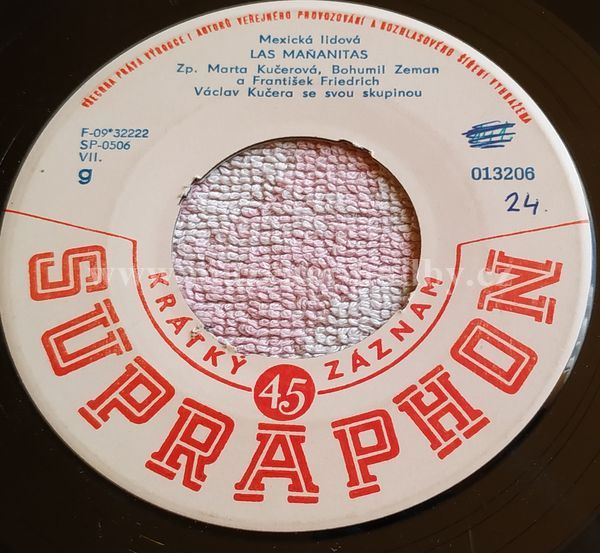 VŠECHNA PRÁVA VÝROBCE I AUTORŮ VEŘEJNÉHO PROVOZOVÁNÍ A ROZHLASOVÉHO ŠÍŘENÍ VYHRAŽENA
Mexická lidová
LAS MAÑANITAS
Zp. Marta Kučerová, Bohumil Zeman
a František Friedrich
Václav Kučera se svou skupinou
F-09*32222
SP-0506
VII.
g
013206
24.
KRÁTKÝ 45 ZÁZNAM
SUPRAPHON